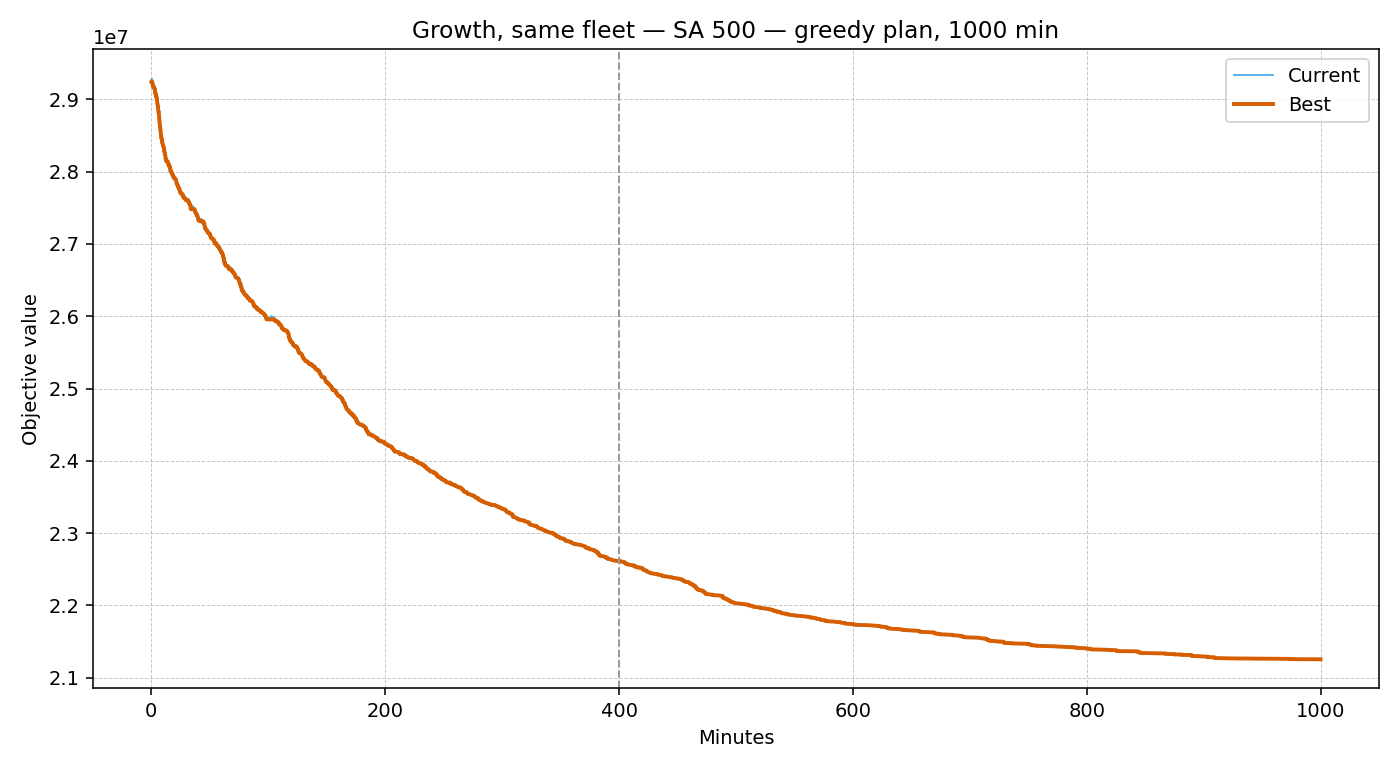 Growth, same fleet — SA 500 — greedy plan, 1000 min
1e7
Current
Best
2.9
2.8
2.7
2.6
2.5
2.4
2.3
2.2
2.1
Objective value
0
200
400
600
800
1000
Minutes